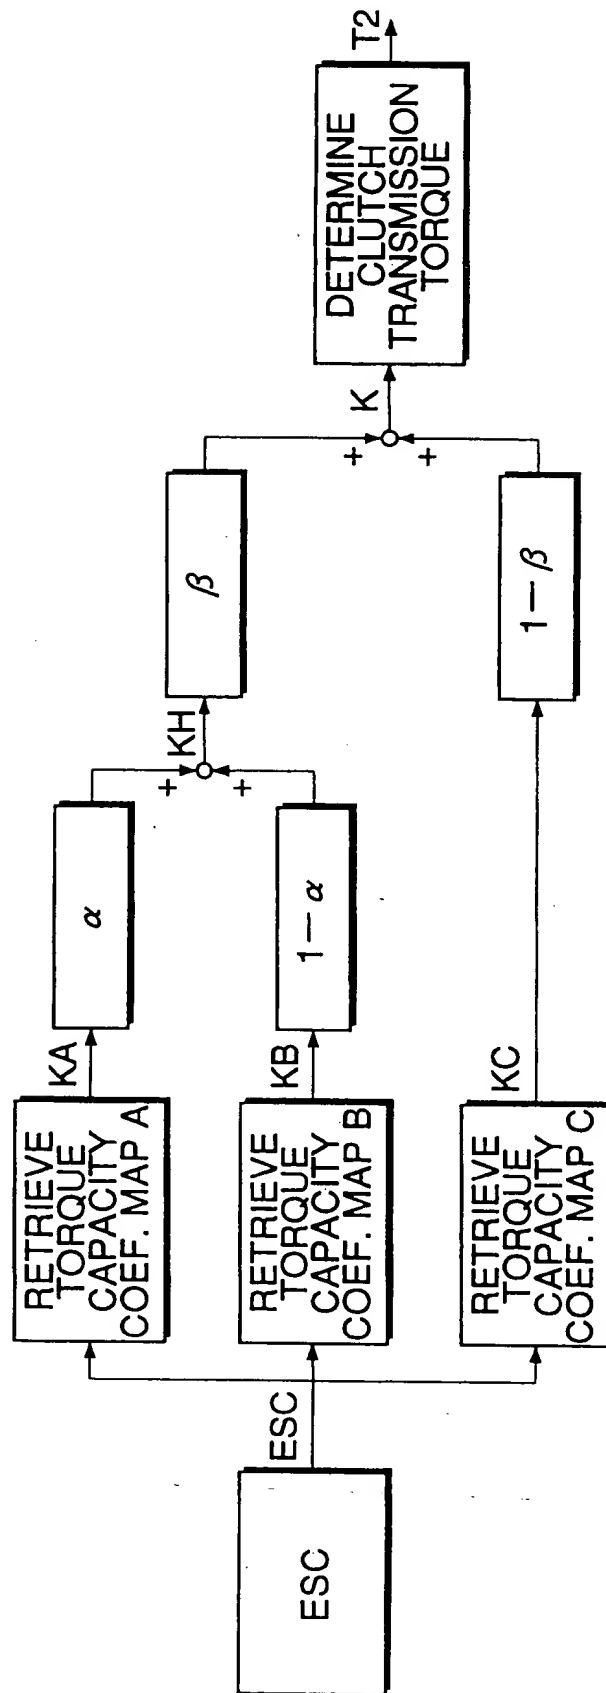 ESC
ESC
RETRIEVE
TORQUE
CAPACITY
COEF. MAP A
KA
α
+
RETRIEVE
TORQUE
CAPACITY
COEF. MAP B
KB
1－α
+
KH
β
+
RETRIEVE
TORQUE
CAPACITY
COEF. MAP C
KC
1－β
+
K
DETERMINE
CLUTCH
TRANSMISSION
TORQUE
T2